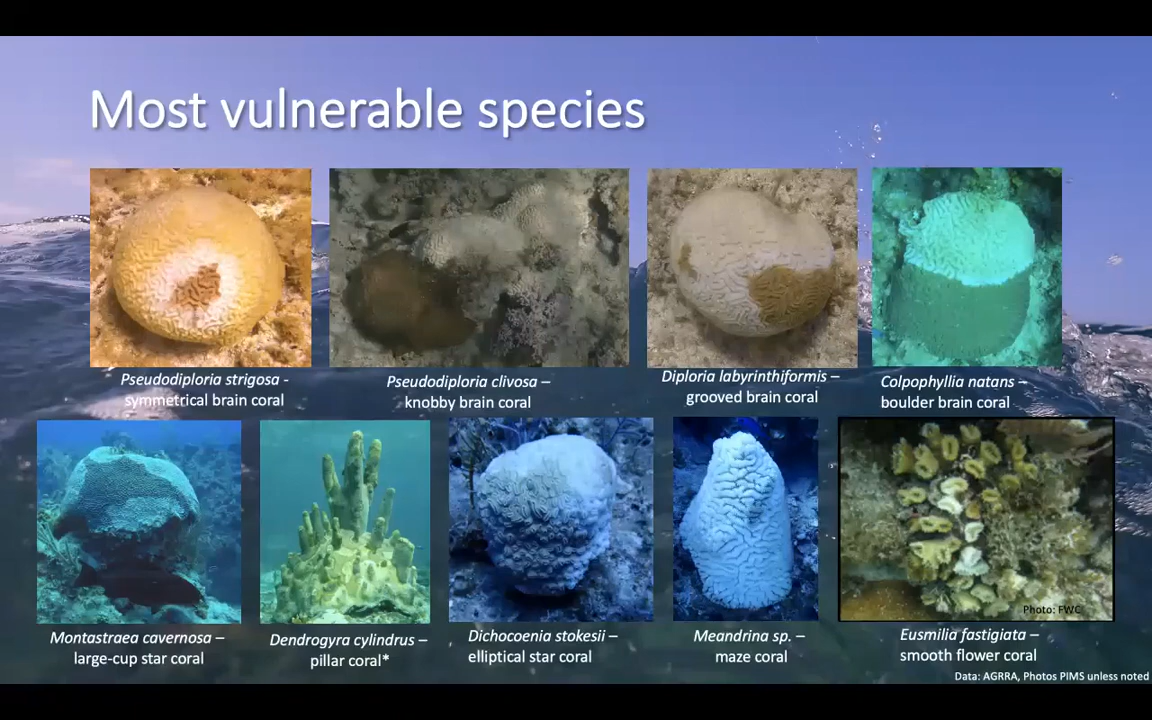 Most vulnerable species
Pseudodiploria strigosa -
symmetrical brain coral
Pseudodiploria clivosa –
knobby brain coral
Diploria labyrinthiformis –
grooved brain coral
Colpophyllia natans –
boulder brain coral
Montastraea cavernosa –
large-cup star coral
Dendrogyra cylindrus –
pillar coral*
Dichocoenia stokesii –
elliptical star coral
Meandrina sp. –
maze coral
Photo: FWC
Eusmilia fastigiata –
smooth flower coral
Data: AGRRA, Photos PIMS unless noted